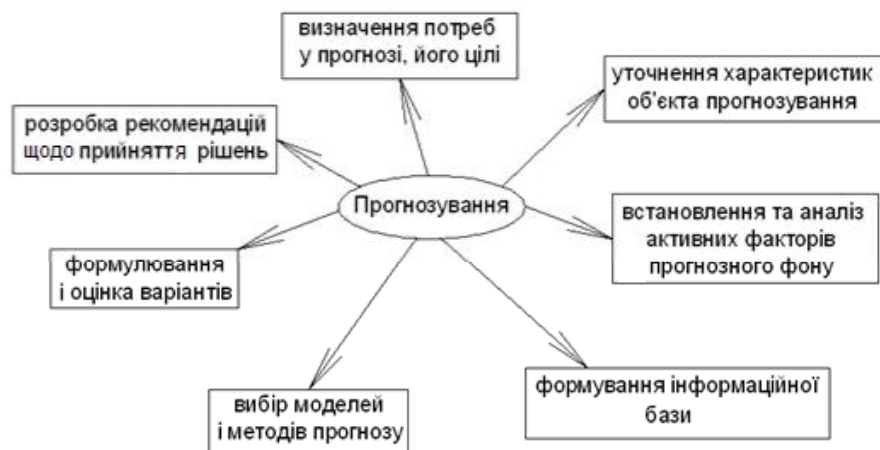 визначення потреб
у прогнозі, його цілі
уточнення характеристик
об'єкта прогнозування
розробка рекомендацій
щодо прийняття рішень
Прогнозування
встановлення та аналіз
активних факторів
прогнозного фону
формулювання
і оцінка варіантів
формування інформаційної
бази
вибір моделей
і методів прогнозу